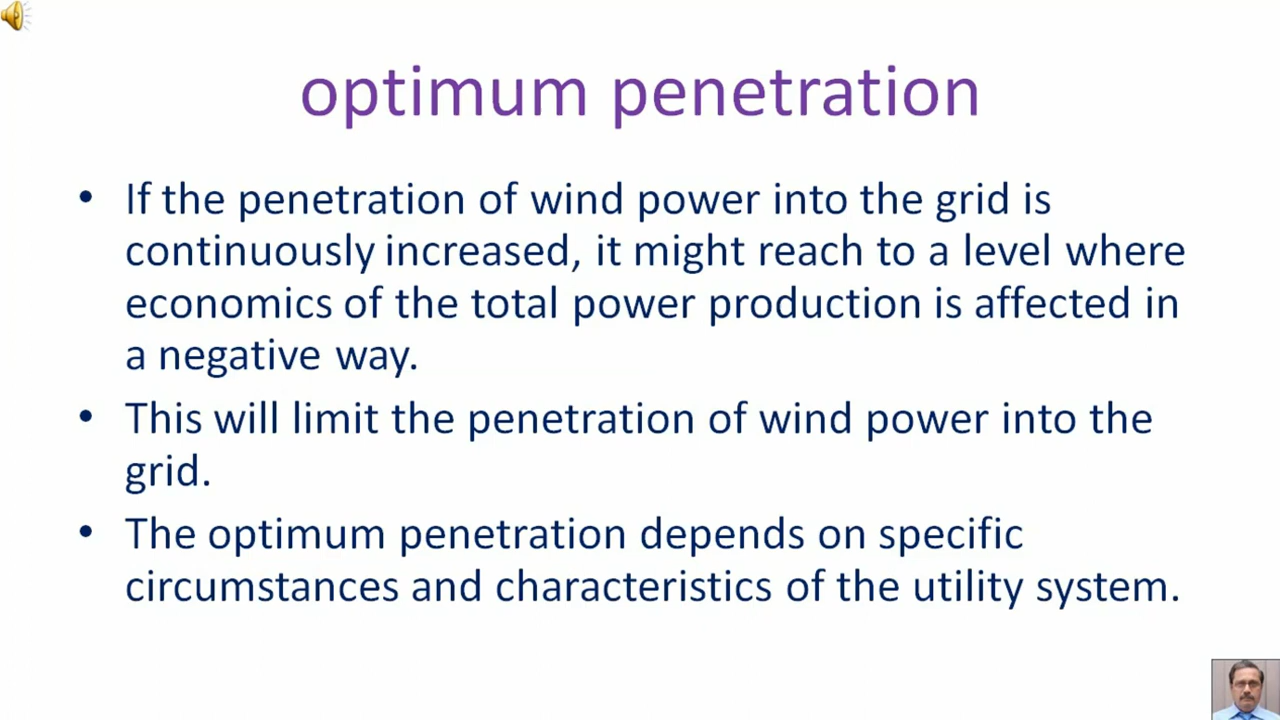 optimum penetration
• If the penetration of wind power into the grid is
continuously increased, it might reach to a level where
economics of the total power production is affected in
a negative way.
• This will limit the penetration of wind power into the
grid.
• The optimum penetration depends on specific
circumstances and characteristics of the utility system.